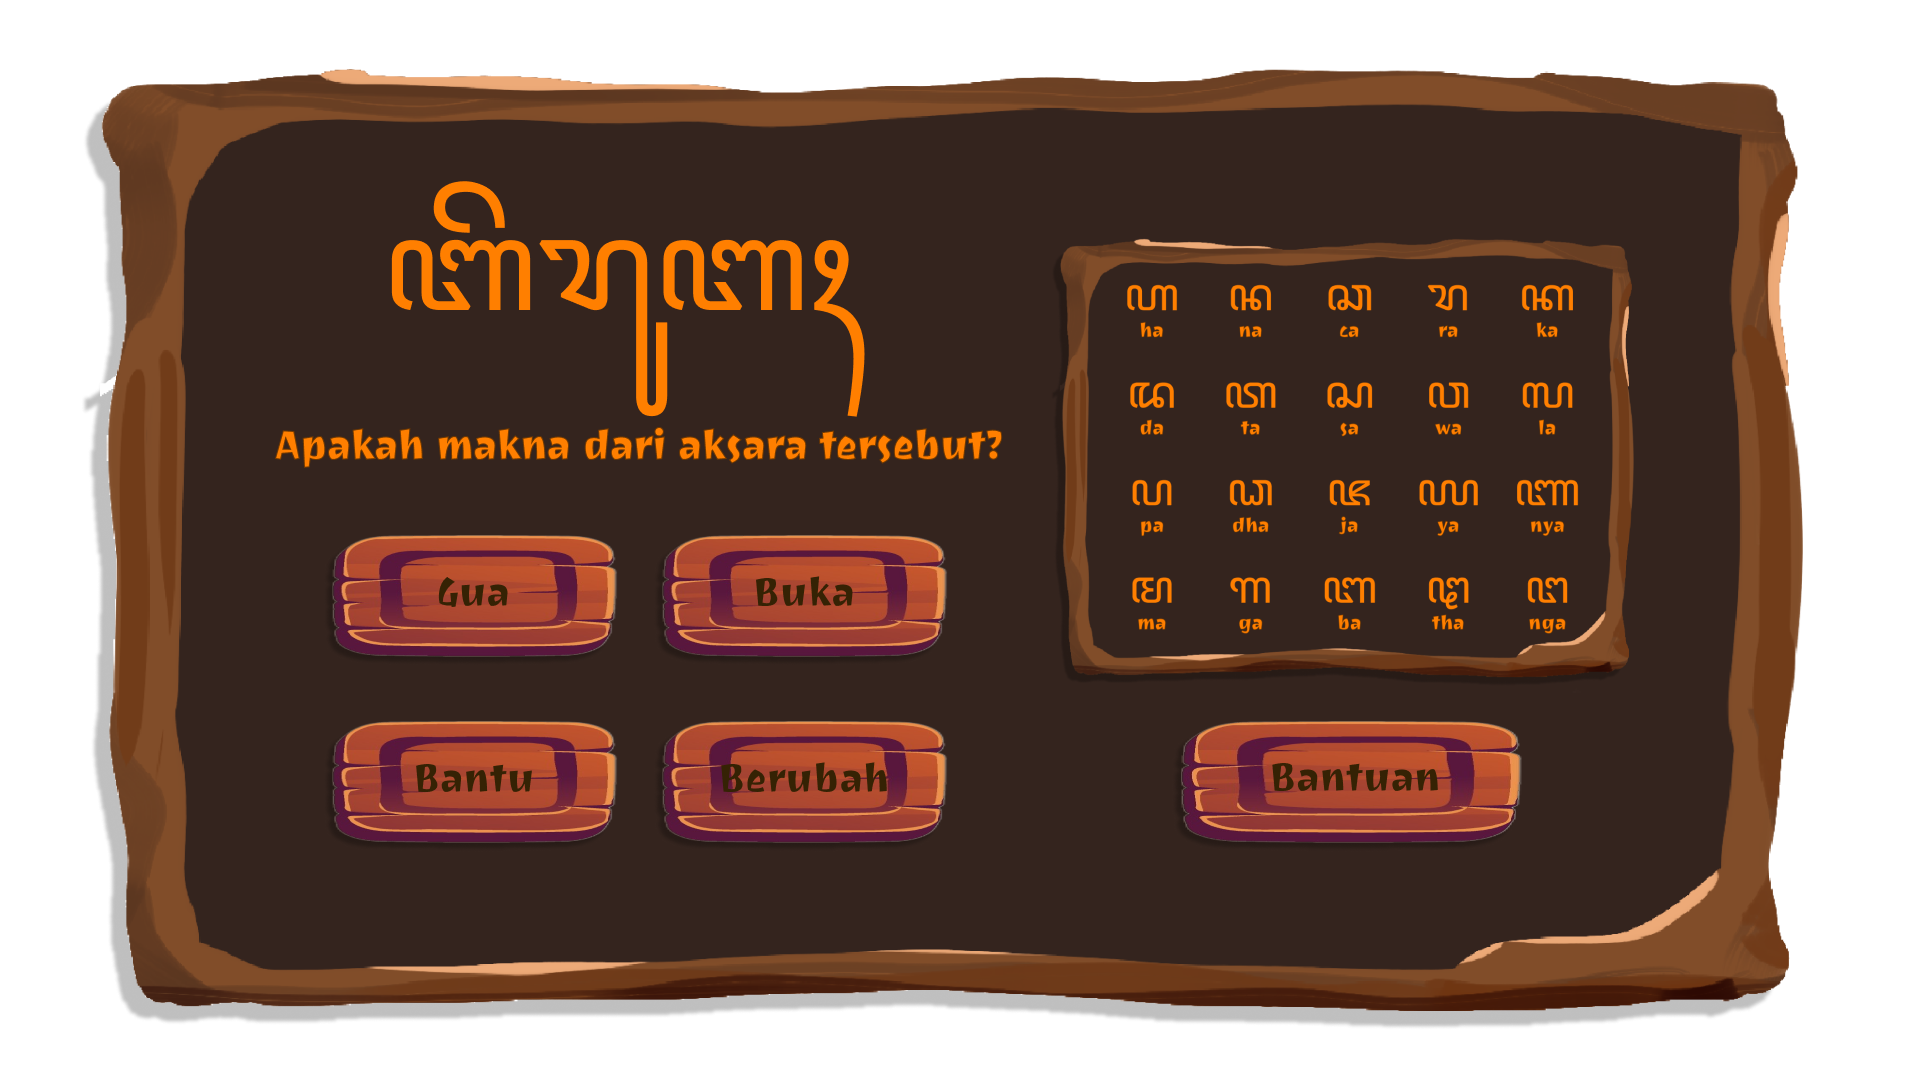 ꦧꦶꦫꦸꦧꦃ
Apakah makna dari aksara tersebut?
Gua
Buka
Bantu
Berubah
ꦲ ꦤ ꦕ ꦫ ꦏ
ha na ca ra ka
ꦢ ꦠ ꦱ ꦮ ꦭ
da ta sa wa la
ꦥ ꦝ ꦗ ꦪ ꦚ
pa dha ja ya nya
ꦩ ꦒ ꦧ ꦛ ꦔ
ma ga ba tha nga
Bantuan